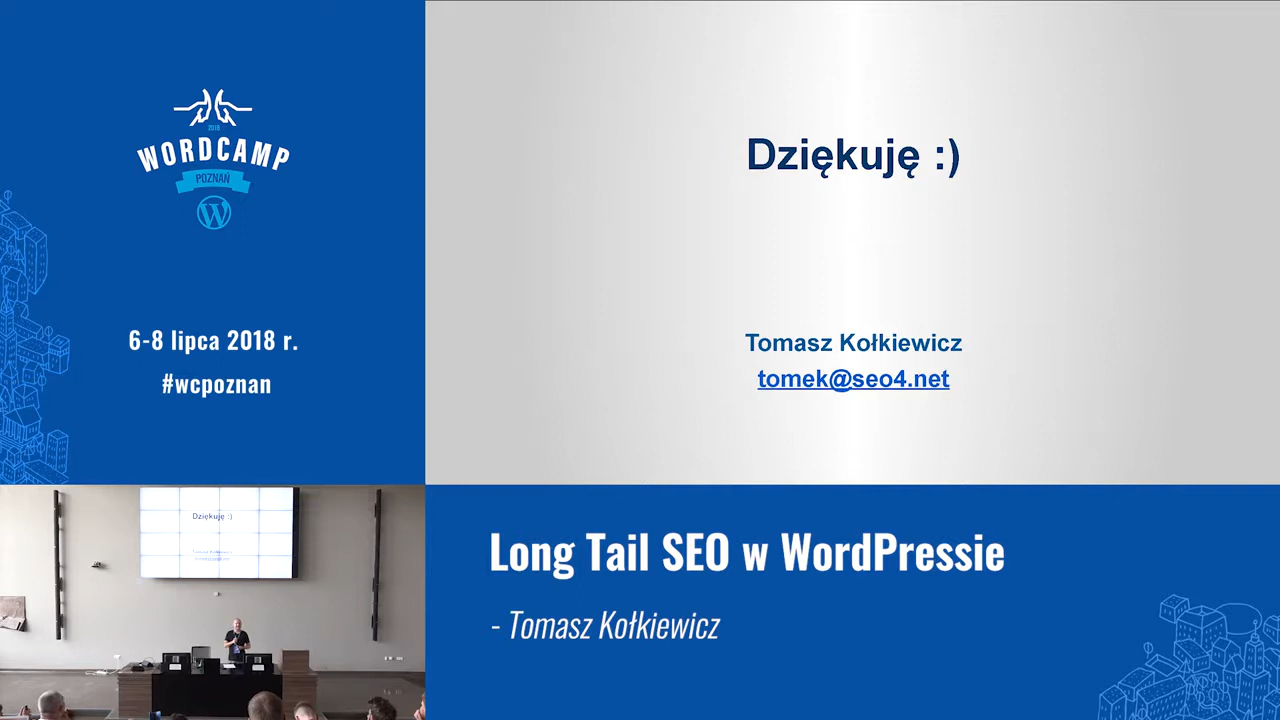 2018
WORDCAMP
POZNAŃ
6-8 lipca 2018 r.
#wcpoznan
Dziękuję :)
Tomasz Kołkiewicz
tomek@seo4.net
Dziękuję :)
Long Tail SEO w WordPressie
- Tomasz Kołkiewicz